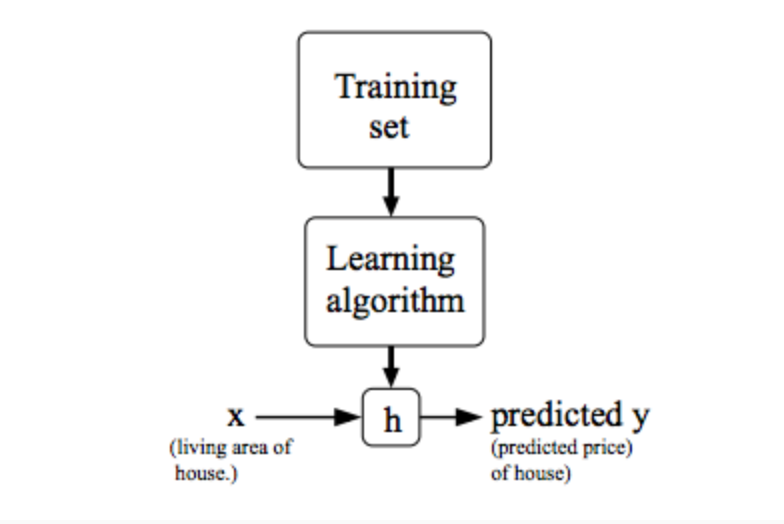 Training
set
Learning
algorithm
x
h
predicted y
(living area of
house.)
(predicted price)
of house)